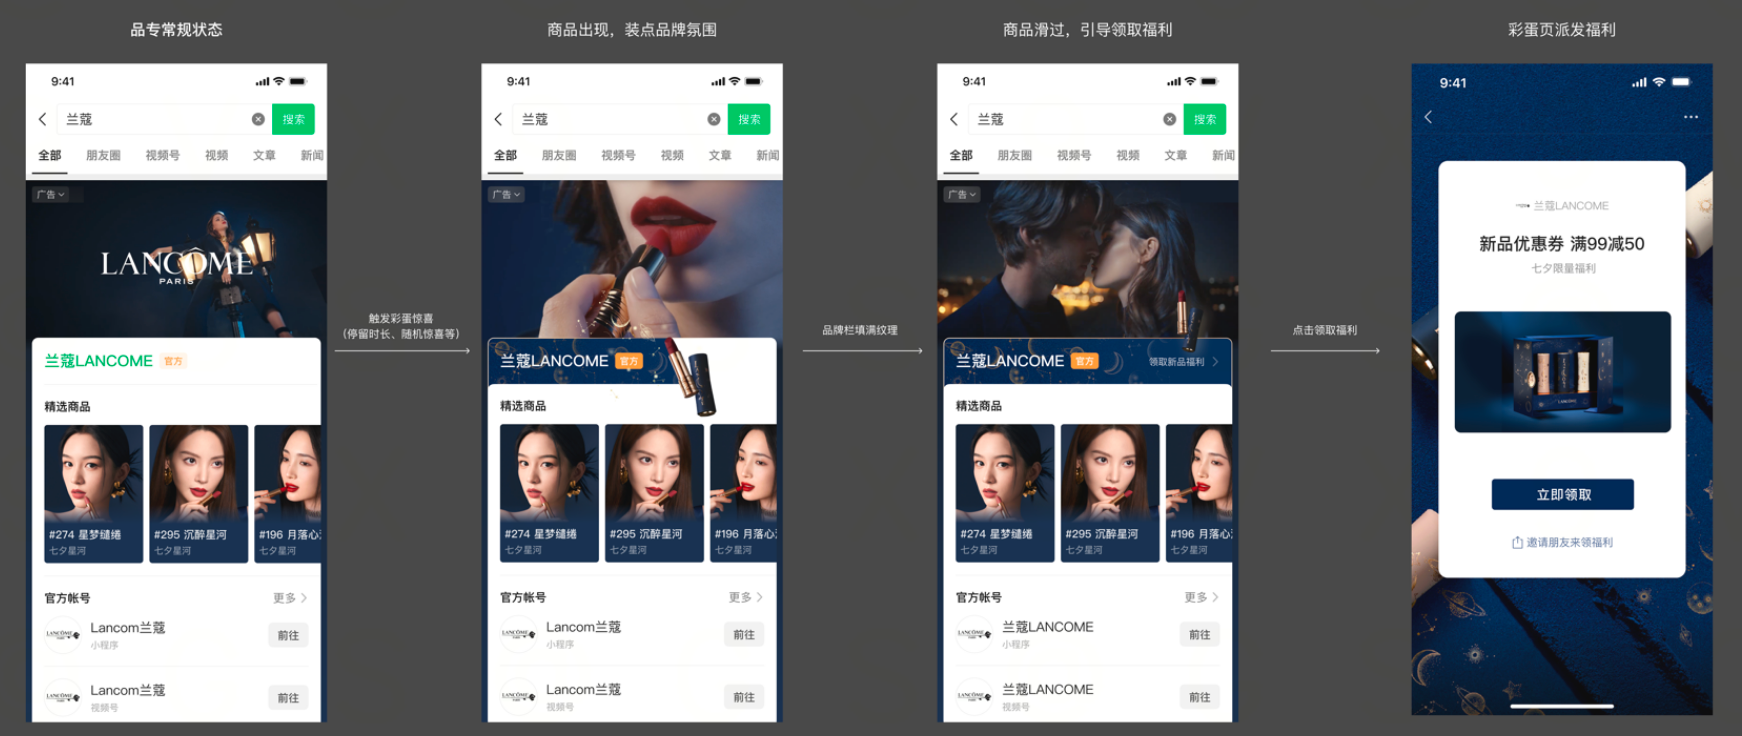 品专常规状态
9:41
兰蔻
搜索
全部 朋友圈 视频号 视频 文章 新闻
广告
LANCÔME
PARIS
兰蔻LANCOME 官方
精选商品
#274 星梦缱绻
七夕星河
#295 沉醉星河
七夕星河
#196 月落心
七夕星河
官方帐号
更多
Lancom兰蔻
小程序
前往
Lancom兰蔻
视频号
前往
触发彩蛋惊喜
（停留时长、随机惊喜等）
商品出现，装点品牌氛围
9:41
兰蔻
搜索
全部 朋友圈 视频号 视频 文章 新闻
广告
兰蔻LANCOME 官方
精选商品
#274 星梦缱绻
七夕星河
#295 沉醉星河
七夕星河
#196 月落心
七夕星河
官方帐号
更多
Lancom兰蔻
小程序
前往
Lancom兰蔻
视频号
前往
品牌栏填满纹理
商品滑过，引导领取福利
9:41
兰蔻
搜索
全部 朋友圈 视频号 视频 文章 新闻
广告
兰蔻LANCOME 官方
领取新品福利
精选商品
#274 星梦缱绻
七夕星河
#295 沉醉星河
七夕星河
#196 月落心
七夕星河
官方帐号
更多
兰蔻LANCOME
小程序
前往
兰蔻LANCOME
视频号
前往
点击领取福利
彩蛋页派发福利
9:41
兰蔻LANCOME
新品优惠券 满99减50
七夕限量福利
LANCOME
立即领取
邀请朋友来领福利